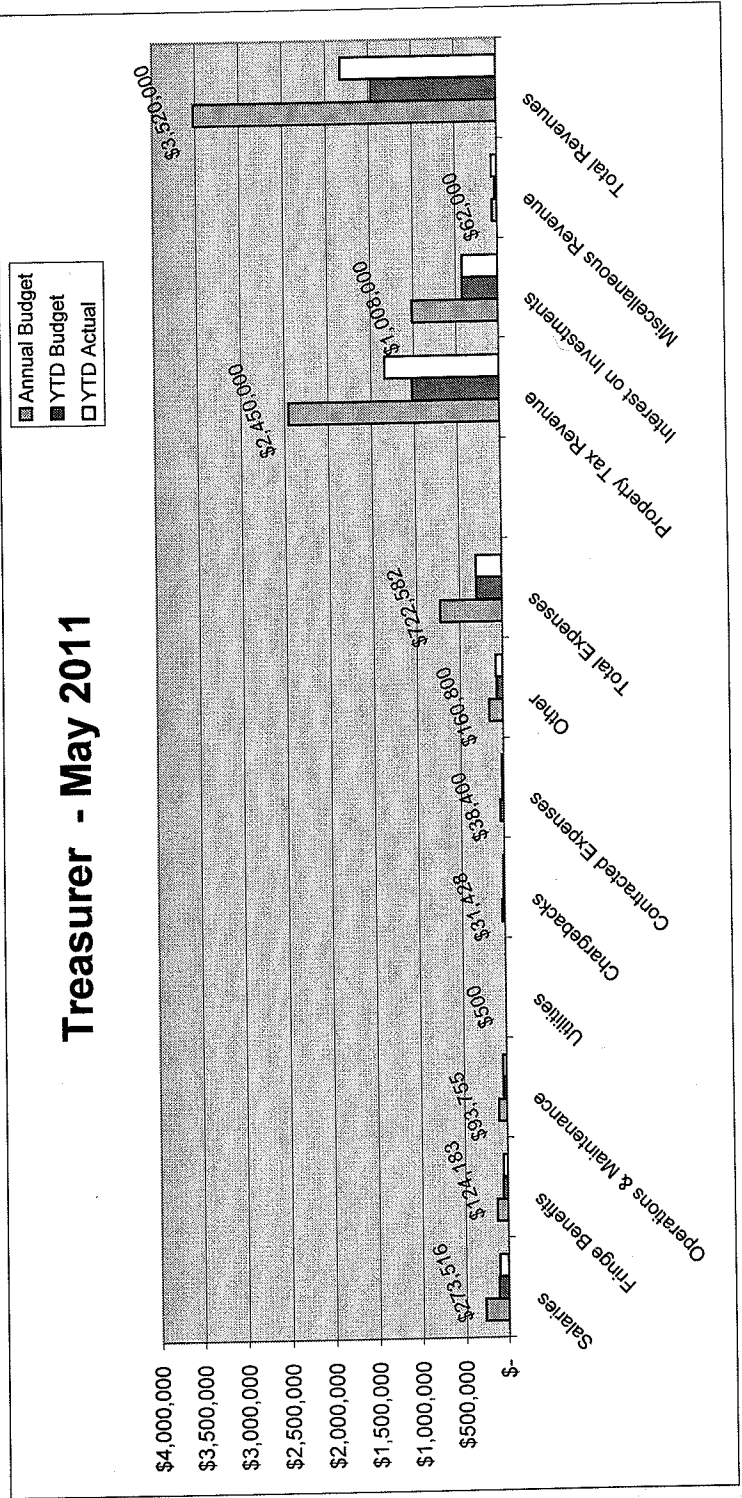 Treasurer - May 2011
Annual Budget
YTD Budget
YTD Actual
$4,000,000
$3,500,000
$3,000,000
$2,500,000
$2,000,000
$1,500,000
$1,000,000
$500,000
$-
$273,516
$124,183
$93,755
$500
$31,428
$38,400
$160,800
$722,582
$2,450,000
$1,008,000
$62,000
$3,520,000
Salaries
Fringe Benefits
Operations & Maintenance
Utilities
Chargebacks
Contracted Expenses
Other
Total Expenses
Property Tax Revenue
Interest on Investments
Miscellaneous Revenue
Total Revenues